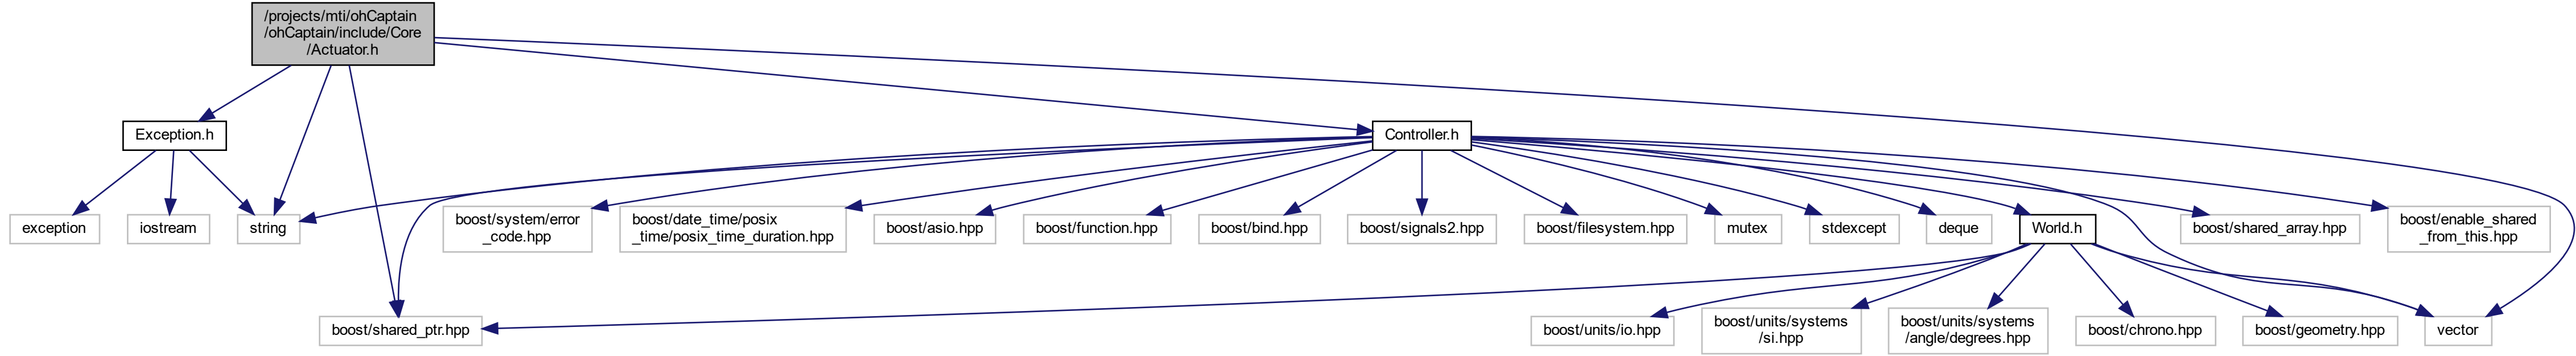 /projects/mti/ohCaptain
/ohCaptain/include/Core
/Actuator.h
Exception.h
Controller.h
exception
iostream
string
boost/system/error
_code.hpp
boost/date_time/posix
_time/posix_time_duration.hpp
boost/asio.hpp
boost/function.hpp
boost/bind.hpp
boost/signals2.hpp
boost/filesystem.hpp
mutex
stdexcept
deque
World.h
boost/shared_array.hpp
boost/enable_shared
_from_this.hpp
boost/shared_ptr.hpp
boost/units/io.hpp
boost/units/systems
/si.hpp
boost/units/systems
/angle/degrees.hpp
boost/chrono.hpp
boost/geometry.hpp
vector